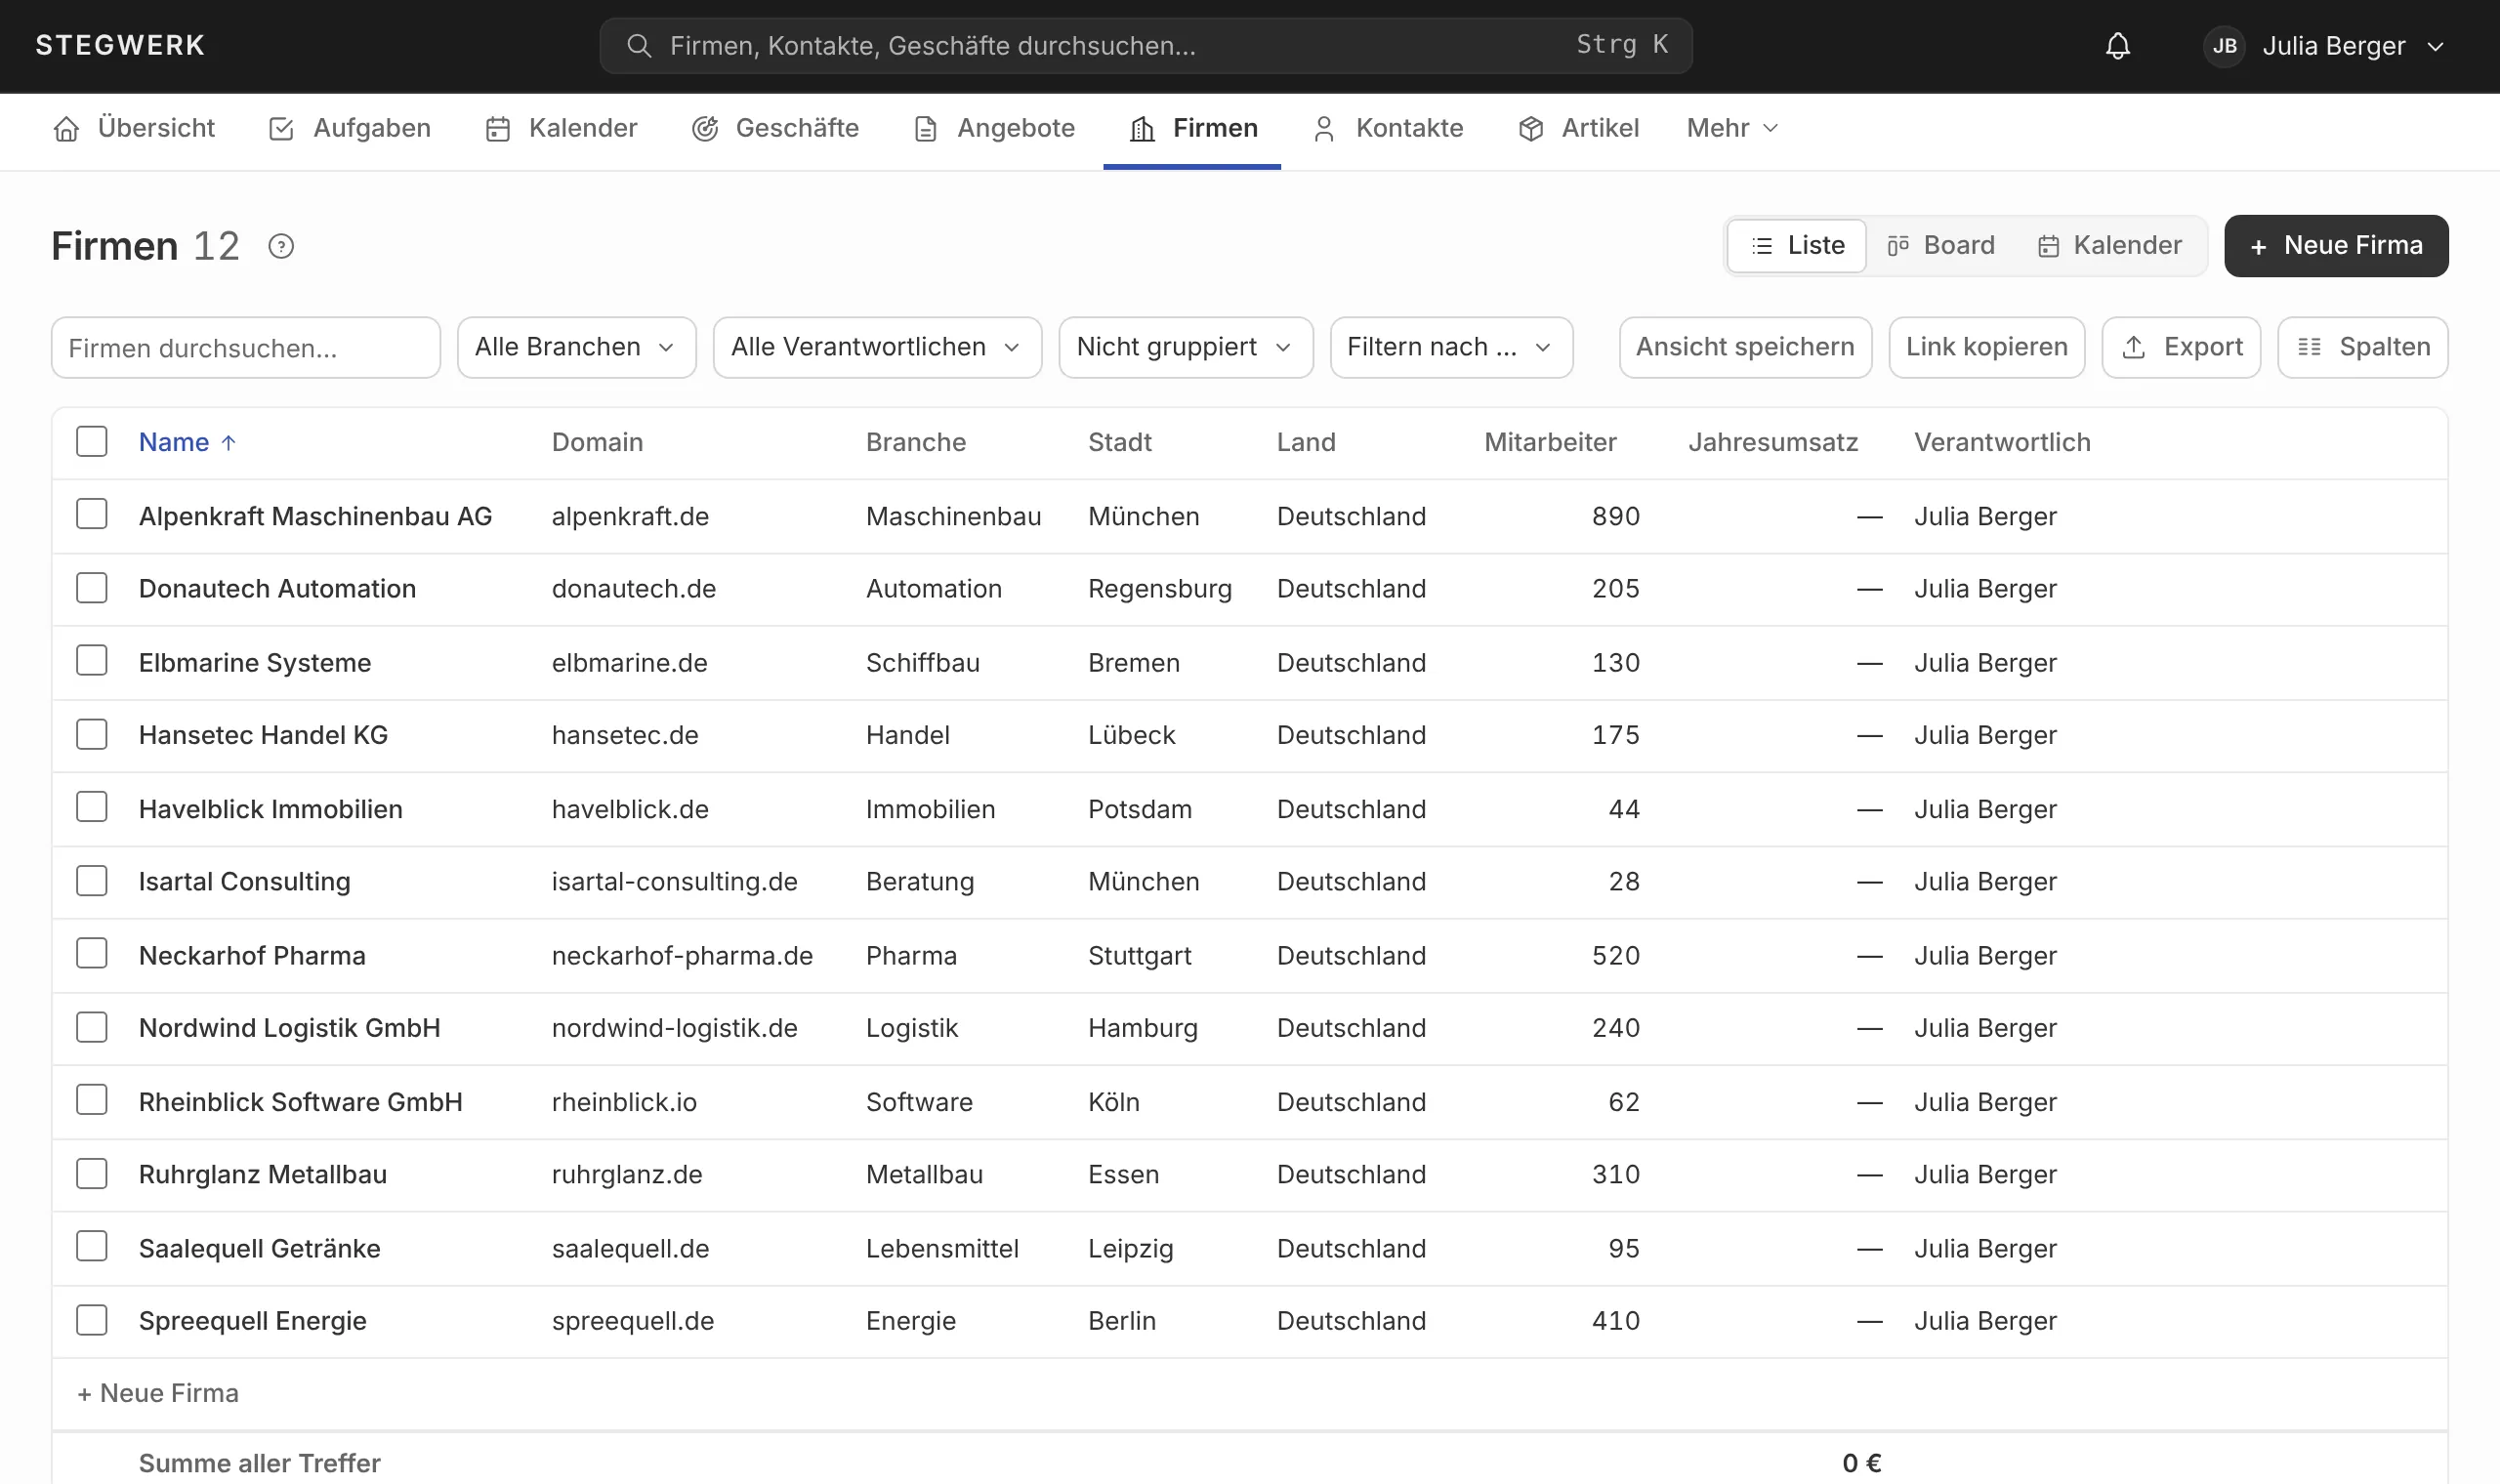 STEGWERK
Firmen, Kontakte, Geschäfte durchsuchen... Strg K
JB Julia Berger
Übersicht Aufgaben Kalender Geschäfte Angebote Firmen Kontakte Artikel Mehr
Firmen 12 ?
Liste Board Kalender + Neue Firma
Firmen durchsuchen... Alle Branchen Alle Verantwortlichen Nicht gruppiert Filtern nach ... Ansicht speichern Link kopieren Export Spalten
Name ↑ Domain Branche Stadt Land Mitarbeiter Jahresumsatz Verantwortlich
Alpenkraft Maschinenbau AG alpenkraft.de Maschinenbau München Deutschland 890 — Julia Berger
Donautech Automation donautech.de Automation Regensburg Deutschland 205 — Julia Berger
Elbmarine Systeme elbmarine.de Schiffbau Bremen Deutschland 130 — Julia Berger
Hansetec Handel KG hansetec.de Handel Lübeck Deutschland 175 — Julia Berger
Havelblick Immobilien havelblick.de Immobilien Potsdam Deutschland 44 — Julia Berger
Isartal Consulting isartal-consulting.de Beratung München Deutschland 28 — Julia Berger
Neckarhof Pharma neckarhof-pharma.de Pharma Stuttgart Deutschland 520 — Julia Berger
Nordwind Logistik GmbH nordwind-logistik.de Logistik Hamburg Deutschland 240 — Julia Berger
Rheinblick Software GmbH rheinblick.io Software Köln Deutschland 62 — Julia Berger
Ruhrglanz Metallbau ruhrglanz.de Metallbau Essen Deutschland 310 — Julia Berger
Saalequell Getränke saalequell.de Lebensmittel Leipzig Deutschland 95 — Julia Berger
Spreequell Energie spreequell.de Energie Berlin Deutschland 410 — Julia Berger
+ Neue Firma
Summe aller Treffer 0 €